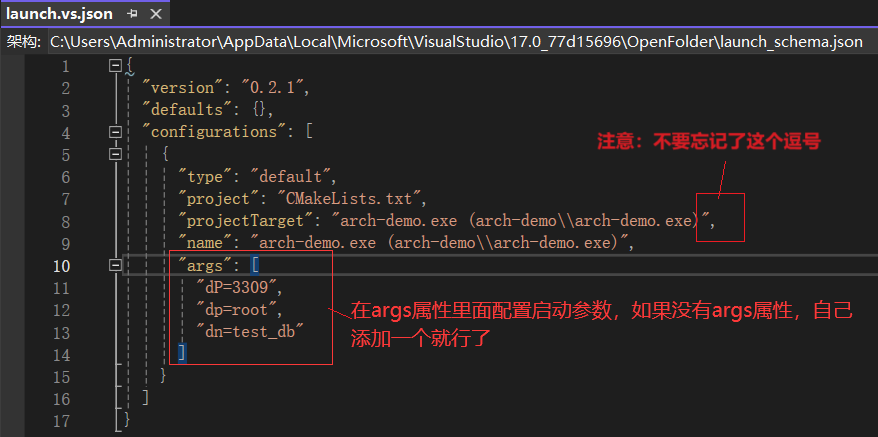 launch.vs.json
架构: C:\Users\Administrator\AppData\Local\Microsoft\VisualStudio\17.0_77d15696\OpenFolder\launch_schema.json
1 {
2 "version": "0.2.1",
3 "defaults": {},
4 "configurations": [
注意：不要忘记了这个逗号
5 {
6 "type": "default",
7 "project": "CMakeLists.txt",
8 "projectTarget": "arch-demo.exe (arch-demo\\arch-demo.exe)",
9 "name": "arch-demo.exe (arch-demo\\arch-demo.exe)",
10 "args": [
11 "dP=3309",
12 "dp=root",
13 "dn=test_db"
在args属性里面配置启动参数，如果没有args属性，自己
添加一个就行了
14 ]
15 }
16 ]
17 }